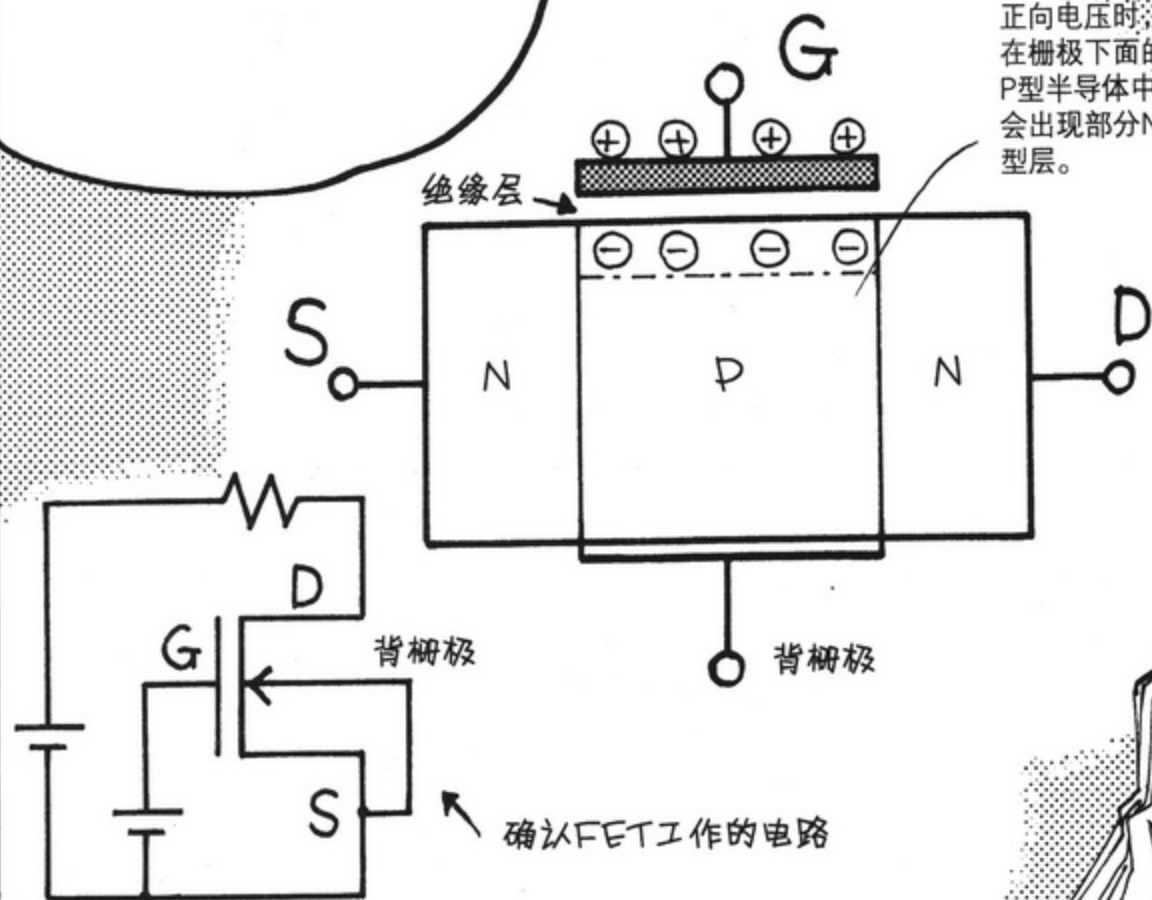 正向电压时，
在栅极下面的
P型半导体中
会出现部分N
型层。
G
绝缘层
S
D
N
P
N
背栅极
D
G
背栅极
S
确认FET工作的电路